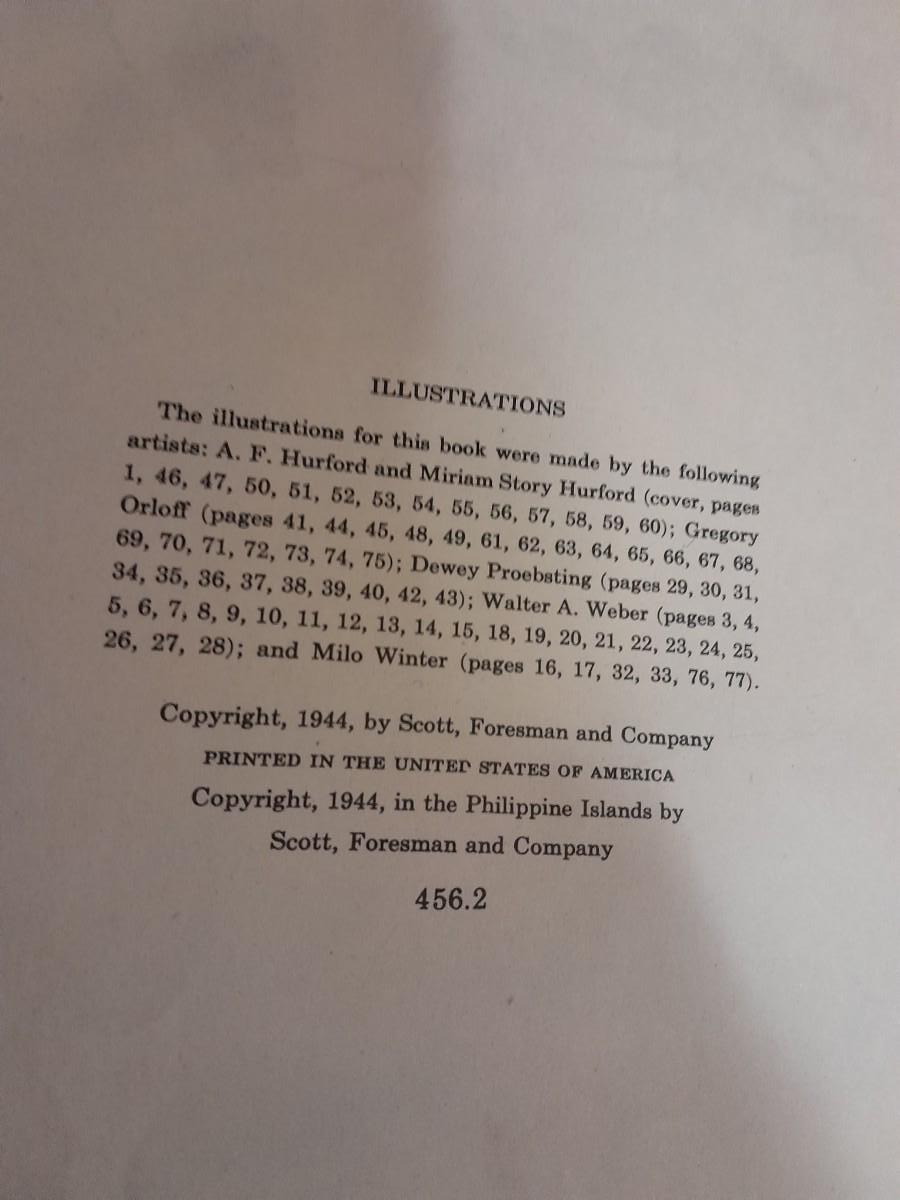 ILLUSTRATIONS
The illustrations for this book were made by the following
artists: A. F. Hurford and Miriam Story Hurford (cover, pages
1, 46, 47, 50, 51, 52, 53, 54, 55, 56, 57, 58, 59, 60); Gregory
Orloff (pages 41, 44, 45, 48, 49, 61, 62, 63, 64, 65, 66, 67, 68,
69, 70, 71, 72, 73, 74, 75); Dewey Proebsting (pages 29, 30, 31,
34, 35, 36, 37, 38, 39, 40, 42, 43); Walter A. Weber (pages 3, 4,
5, 6, 7, 8, 9, 10, 11, 12, 13, 14, 15, 18, 19, 20, 21, 22, 23, 24, 25,
26, 27, 28); and Milo Winter (pages 16, 17, 32, 33, 76, 77).
Copyright, 1944, by Scott, Foresman and Company
PRINTED IN THE UNITED STATES OF AMERICA
Copyright, 1944, in the Philippine Islands by
Scott, Foresman and Company
456.2